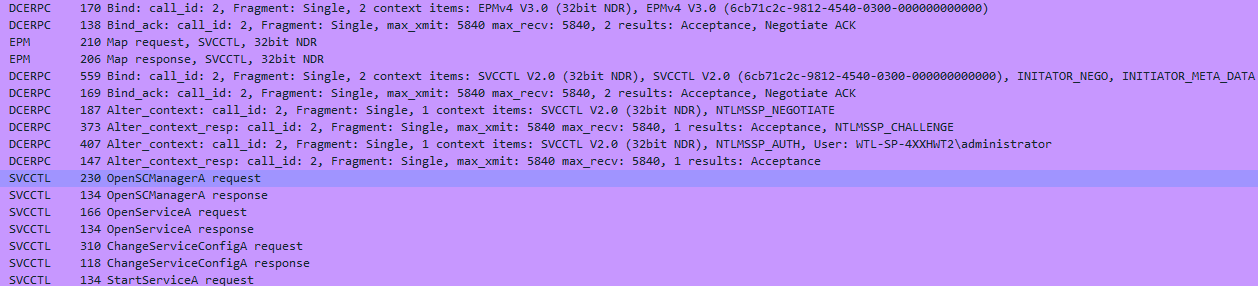 DCERPC 170 Bind: call_id: 2, Fragment: Single, 2 context items: EPMv4 V3.0 (32bit NDR), EPMv4 V3.0 (6cb71c2c-9812-4540-0300-000000000000)
DCERPC 138 Bind_ack: call_id: 2, Fragment: Single, max_xmit: 5840 max_recv: 5840, 2 results: Acceptance, Negotiate ACK
EPM 210 Map request, SVCCTL, 32bit NDR
EPM 206 Map response, SVCCTL, 32bit NDR
DCERPC 559 Bind: call_id: 2, Fragment: Single, 2 context items: SVCCTL V2.0 (32bit NDR), SVCCTL V2.0 (6cb71c2c-9812-4540-0300-000000000000), INITATOR_NEGO, INITIATOR_META_DATA
DCERPC 169 Bind_ack: call_id: 2, Fragment: Single, max_xmit: 5840 max_recv: 5840, 2 results: Acceptance, Negotiate ACK
DCERPC 187 Alter_context: call_id: 2, Fragment: Single, 1 context items: SVCCTL V2.0 (32bit NDR), NTLMSSP_NEGOTIATE
DCERPC 373 Alter_context_resp: call_id: 2, Fragment: Single, max_xmit: 5840 max_recv: 5840, 1 results: Acceptance, NTLMSSP_CHALLENGE
DCERPC 407 Alter_context: call_id: 2, Fragment: Single, 1 context items: SVCCTL V2.0 (32bit NDR), NTLMSSP_AUTH, User: WTL-SP-4XXHWT2\administrator
DCERPC 147 Alter_context_resp: call_id: 2, Fragment: Single, max_xmit: 5840 max_recv: 5840, 1 results: Acceptance
SVCCTL 230 OpenSCManagerA request
SVCCTL 134 OpenSCManagerA response
SVCCTL 166 OpenServiceA request
SVCCTL 134 OpenServiceA response
SVCCTL 310 ChangeServiceConfigA request
SVCCTL 118 ChangeServiceConfigA response
SVCCTL 134 StartServiceA request